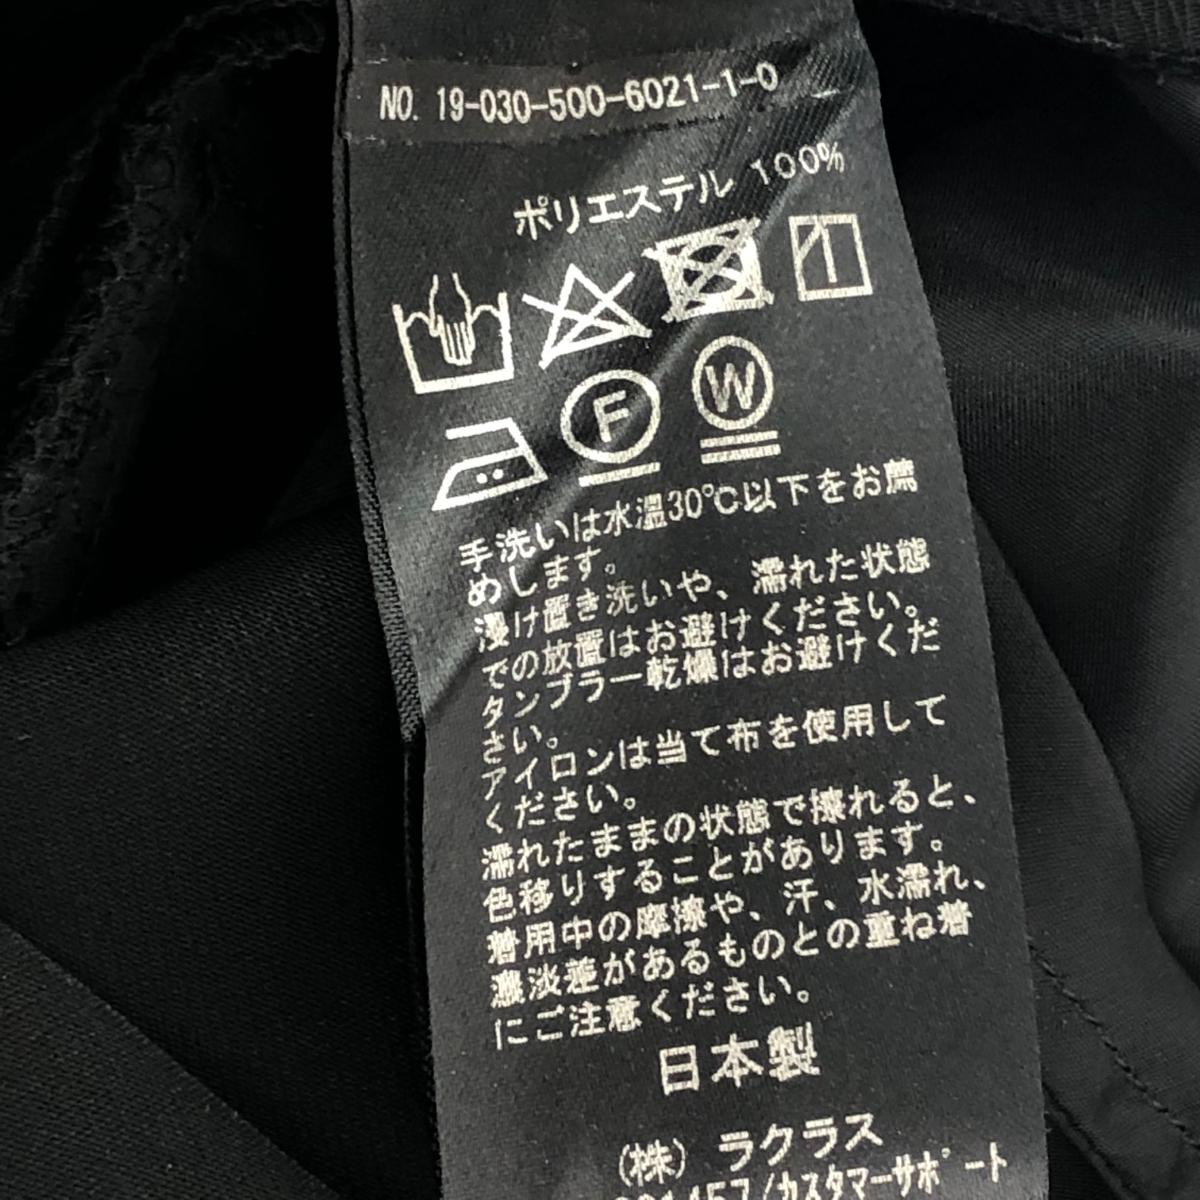 NO. 19-030-500-6021-1-0
ポリエステル 100%
F
W
手洗いは水温30℃以下をお薦
めします。
浸け置き洗いや、濡れた状態
での放置はお避けください。
タンブラー乾燥はお避けくだ
さい。
アイロンは当て布を使用して
ください。
濡れたままの状態で擦れると、
色移りすることがあります。
着用中の摩擦や、汗、水濡れ、
濃淡差があるものとの重ね着
にご注意ください。
日本製
(株) ラクラス
/カスタマーサポート